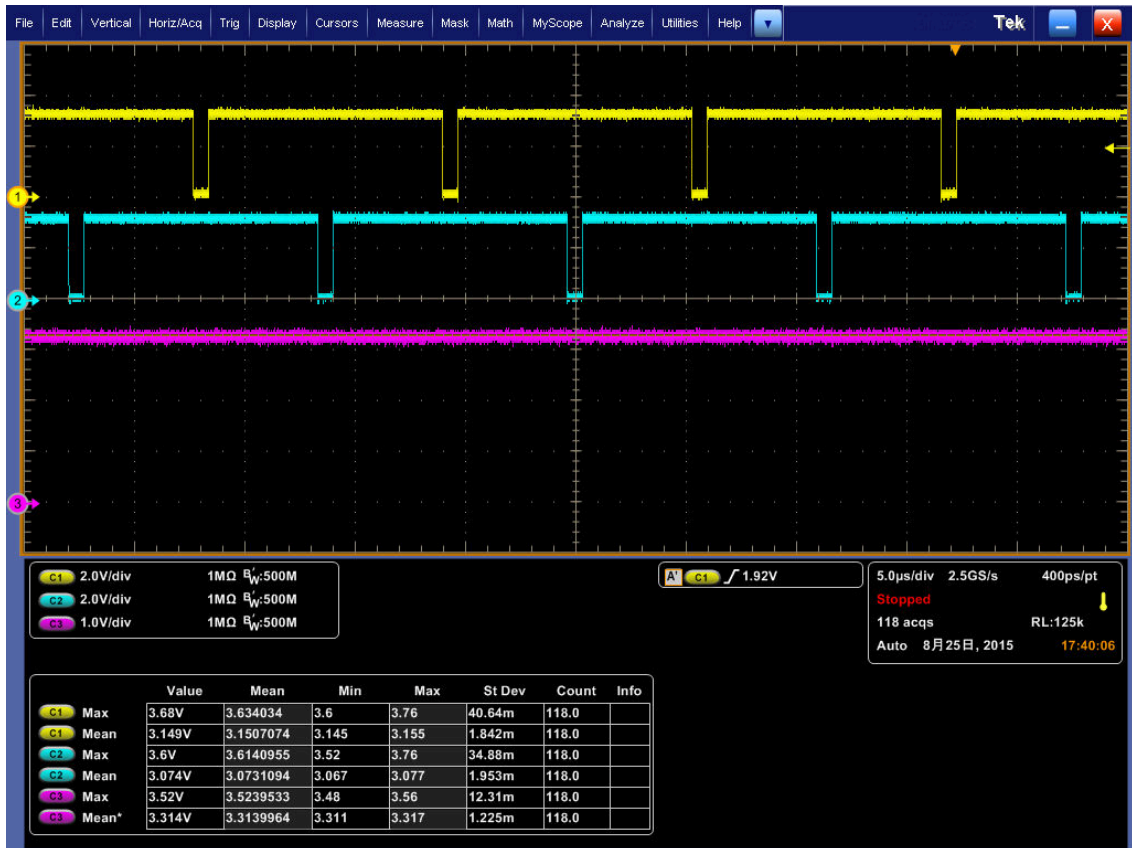 File Edit Vertical Horiz/Acq Trig Display Cursors Measure Mask Math MyScope Analyze Utilities Help Tek X
1
2
3
C1 2.0V/div 1MΩ BW:500M
C2 2.0V/div 1MΩ BW:500M
C3 1.0V/div 1MΩ BW:500M
A' C1 1.92V
5.0µs/div 2.5GS/s 400ps/pt
Stopped
118 acqs RL:125k
Auto 8月25日, 2015 17:40:06
Value Mean Min Max St Dev Count Info
C1 Max 3.68V 3.634034 3.6 3.76 40.64m 118.0
C1 Mean 3.149V 3.1507074 3.145 3.155 1.842m 118.0
C2 Max 3.6V 3.6140955 3.52 3.76 34.88m 118.0
C2 Mean 3.074V 3.0731094 3.067 3.077 1.953m 118.0
C3 Max 3.52V 3.5239533 3.48 3.56 12.31m 118.0
C3 Mean* 3.314V 3.3139964 3.311 3.317 1.225m 118.0